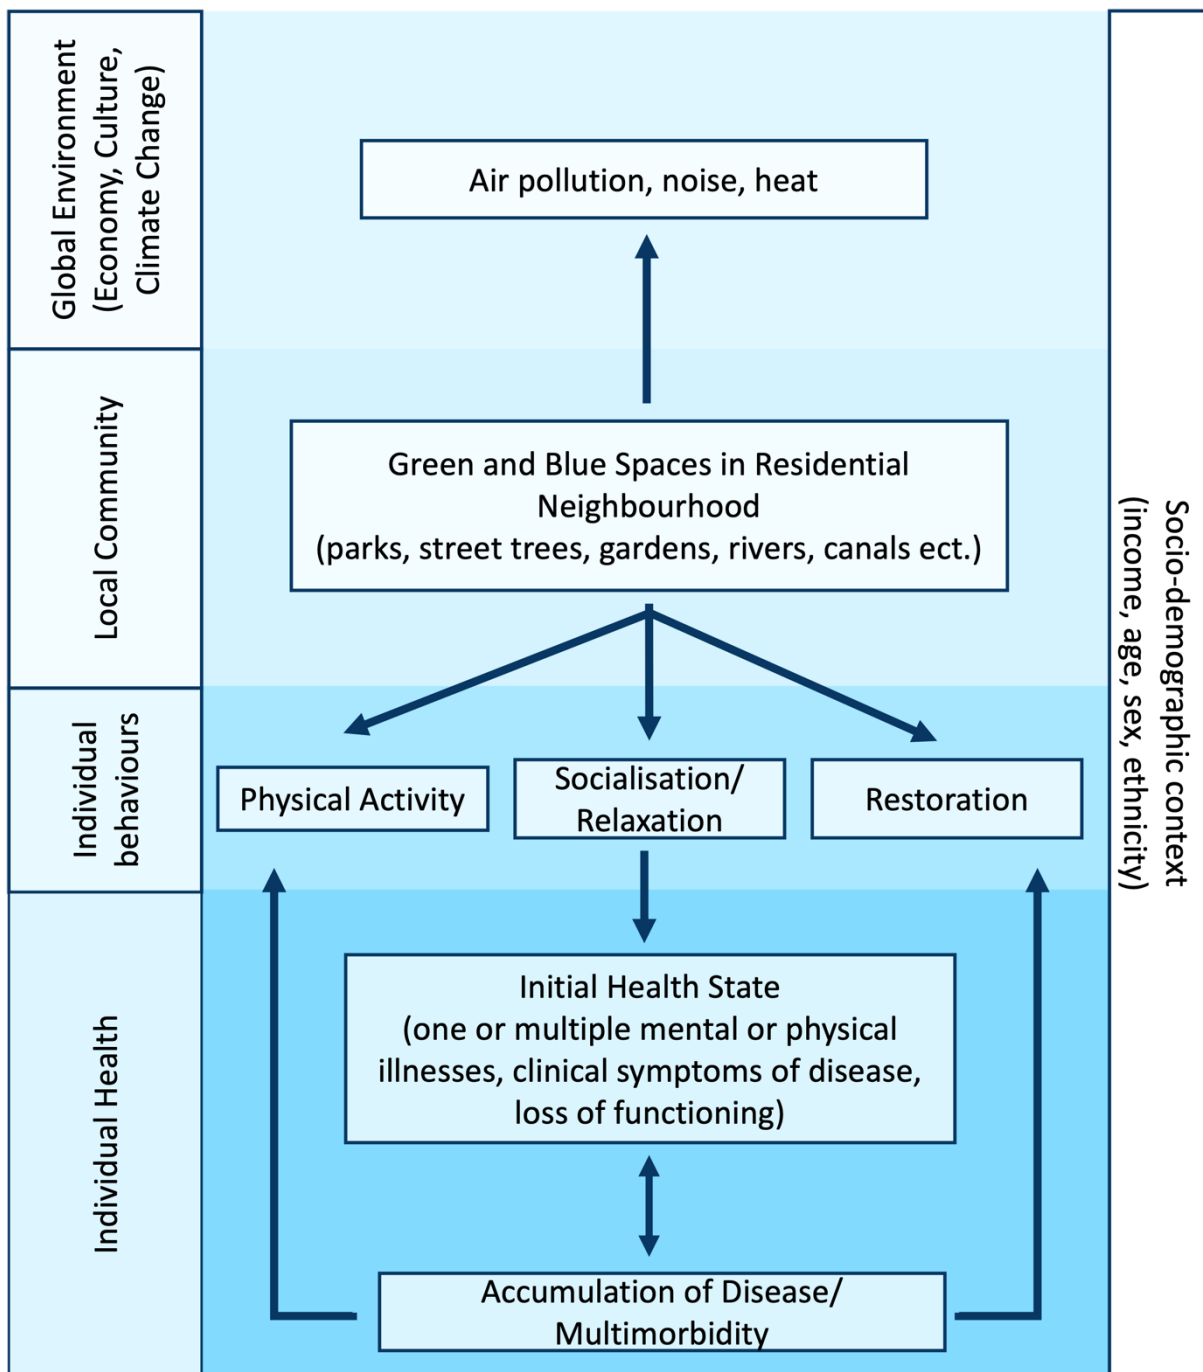 Global Environment
(Economy, Culture,
Climate Change)
Air pollution, noise, heat
Local Community
Green and Blue Spaces in Residential
Neighbourhood
(parks, street trees, gardens, rivers, canals ect.)
Socio-demographic context
(income, age, sex, ethnicity)
Individual
behaviours
Physical Activity
Socialisation/
Relaxation
Restoration
Individual Health
Initial Health State
(one or multiple mental or physical
illnesses, clinical symptoms of disease,
loss of functioning)
Accumulation of Disease/
Multimorbidity